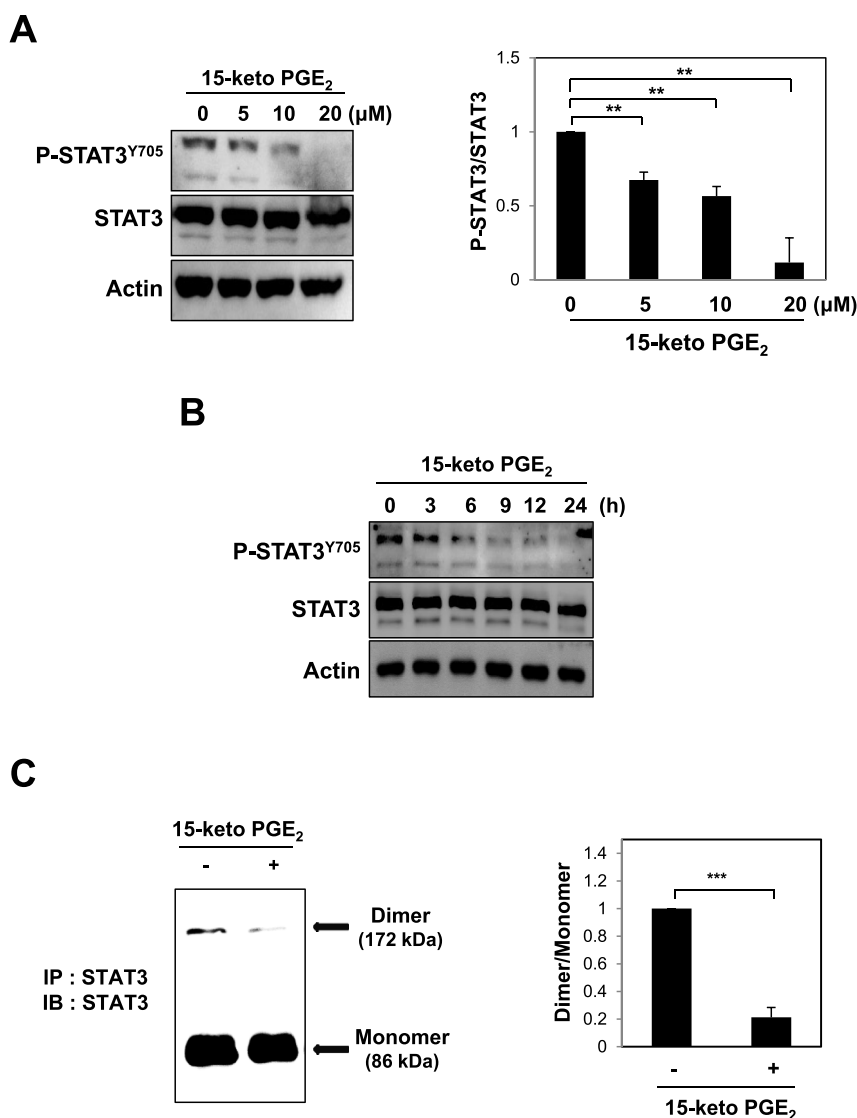 A
15-keto PGE₂
0 5 10 20 (µM)
P-STAT3ʸ⁷⁰⁵
STAT3
Actin
P-STAT3/STAT3
1.5
1
0.5
0
**
**
**
0 5 10 20 (µM)
15-keto PGE₂
B
15-keto PGE₂
0 3 6 9 12 24 (h)
P-STAT3ʸ⁷⁰⁵
STAT3
Actin
C
15-keto PGE₂
- +
IP : STAT3
IB : STAT3
Dimer
(172 kDa)
Monomer
(86 kDa)
Dimer/Monomer
1.4
1.2
1
0.8
0.6
0.4
0.2
0
***
- +
15-keto PGE₂